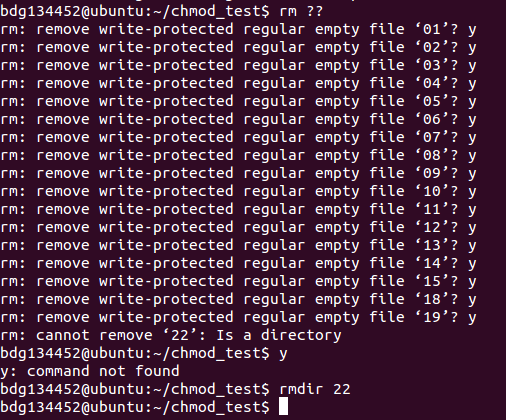 bdg134452@ubuntu:~/chmod_test$ rm ??
rm: remove write-protected regular empty file ‘01’? y
rm: remove write-protected regular empty file ‘02’? y
rm: remove write-protected regular empty file ‘03’? y
rm: remove write-protected regular empty file ‘04’? y
rm: remove write-protected regular empty file ‘05’? y
rm: remove write-protected regular empty file ‘06’? y
rm: remove write-protected regular empty file ‘07’? y
rm: remove write-protected regular empty file ‘08’? y
rm: remove write-protected regular empty file ‘09’? y
rm: remove write-protected regular empty file ‘10’? y
rm: remove write-protected regular empty file ‘11’? y
rm: remove write-protected regular empty file ‘12’? y
rm: remove write-protected regular empty file ‘13’? y
rm: remove write-protected regular empty file ‘14’? y
rm: remove write-protected regular empty file ‘15’? y
rm: remove write-protected regular empty file ‘18’? y
rm: remove write-protected regular empty file ‘19’? y
rm: cannot remove ‘22’: Is a directory
bdg134452@ubuntu:~/chmod_test$ y
y: command not found
bdg134452@ubuntu:~/chmod_test$ rmdir 22
bdg134452@ubuntu:~/chmod_test$